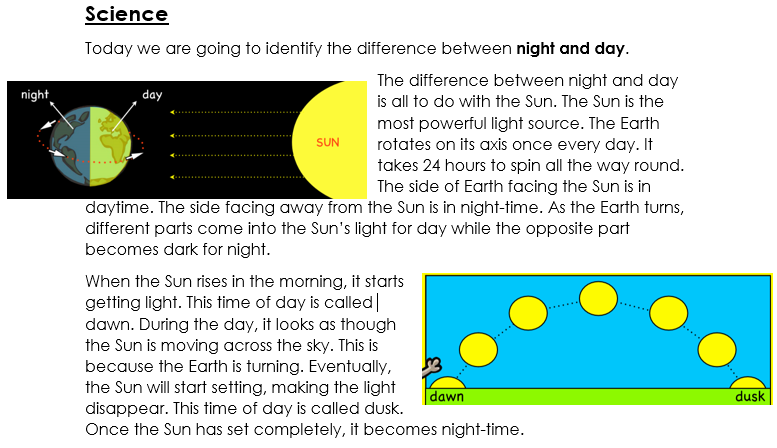 Science
Today we are going to identify the difference between night and day.
night
day
SUN
The difference between night and day
is all to do with the Sun. The Sun is the
most powerful light source. The Earth
rotates on its axis once every day. It
takes 24 hours to spin all the way round.
The side of Earth facing the Sun is in
daytime. The side facing away from the Sun is in night-time. As the Earth turns,
different parts come into the Sun's light for day while the opposite part
becomes dark for night.
When the Sun rises in the morning, it starts
getting light. This time of day is called
dawn. During the day, it looks as though
the Sun is moving across the sky. This is
because the Earth is turning. Eventually,
the Sun will start setting, making the light
disappear. This time of day is called dusk.
Once the Sun has set completely, it becomes night-time.
dawn
dusk